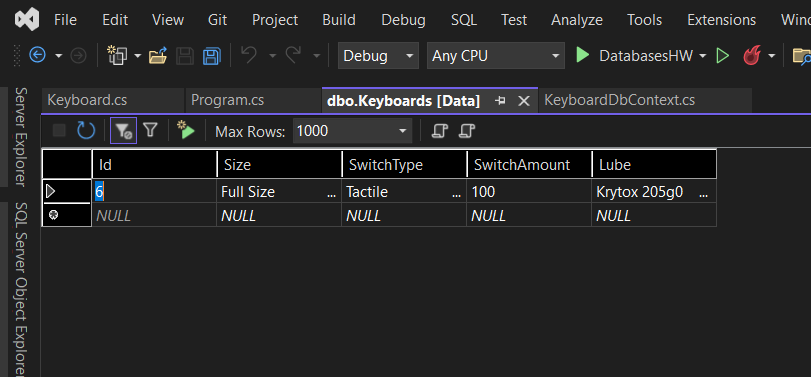 File Edit View Git Project Build Debug SQL Test Analyze Tools Extensions Window
Debug Any CPU DatabasesHW
Keyboard.cs Program.cs dbo.Keyboards [Data] KeyboardDbContext.cs
Max Rows: 1000
Id Size SwitchType SwitchAmount Lube
6 Full Size ... Tactile ... 100 Krytox 205g0 ...
NULL NULL NULL NULL NULL
Server Explorer
SQL Server Object Explorer